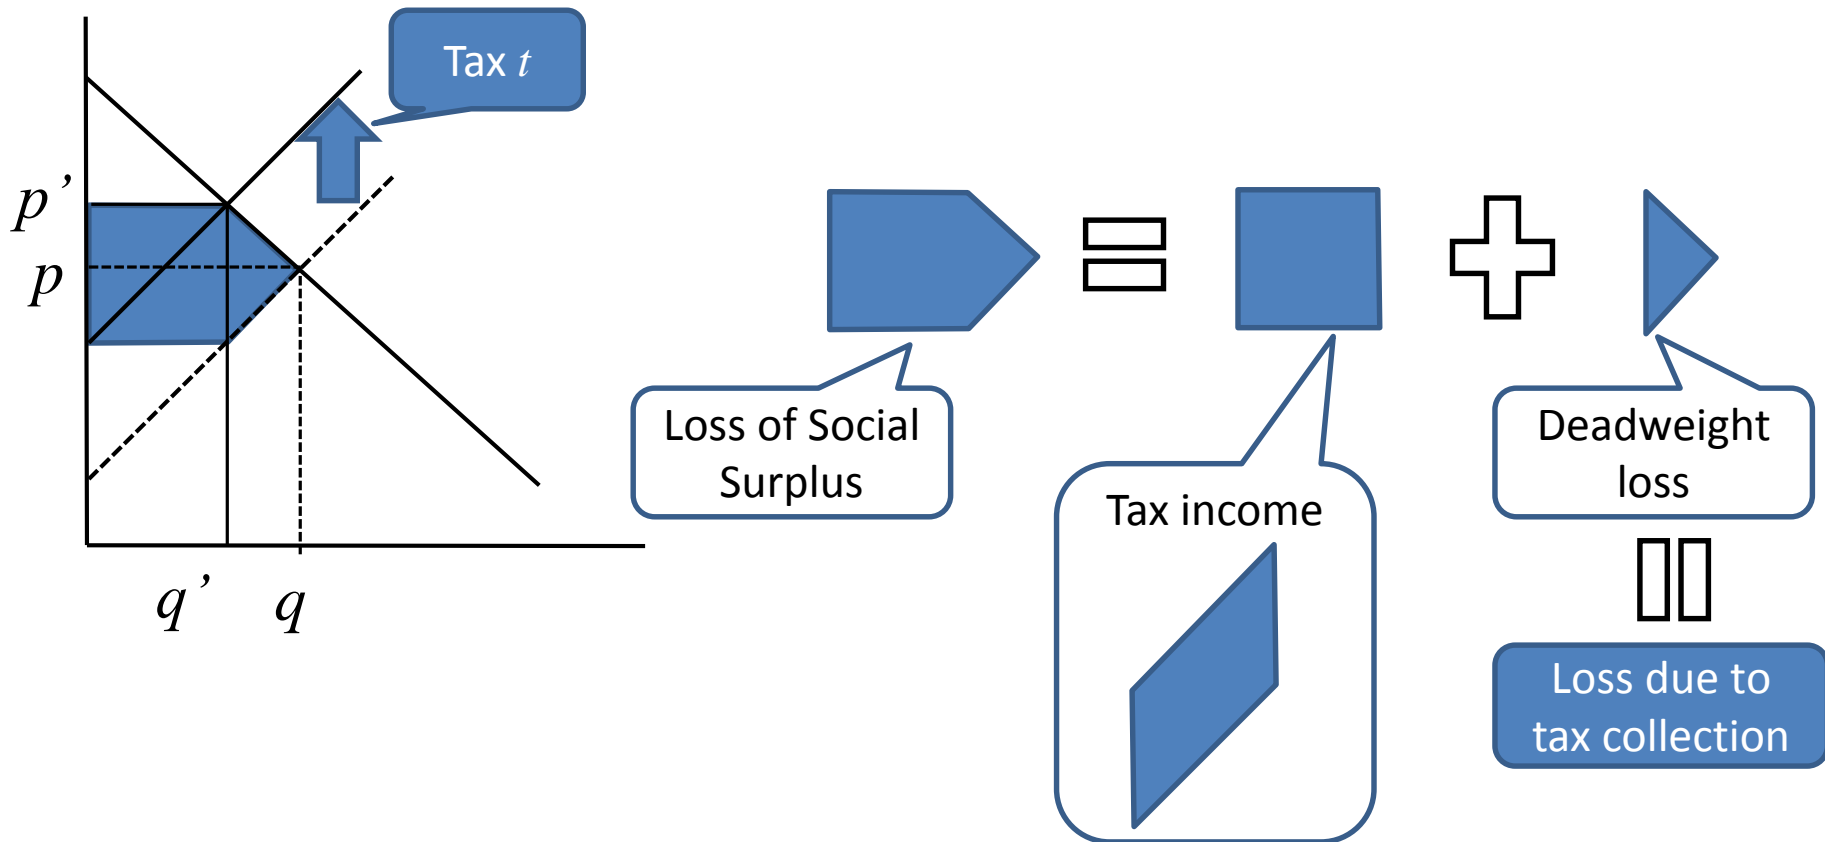 Tax t
p’
p
q’
q
Loss of Social
Surplus
Tax income
Deadweight
loss
Loss due to
tax collection